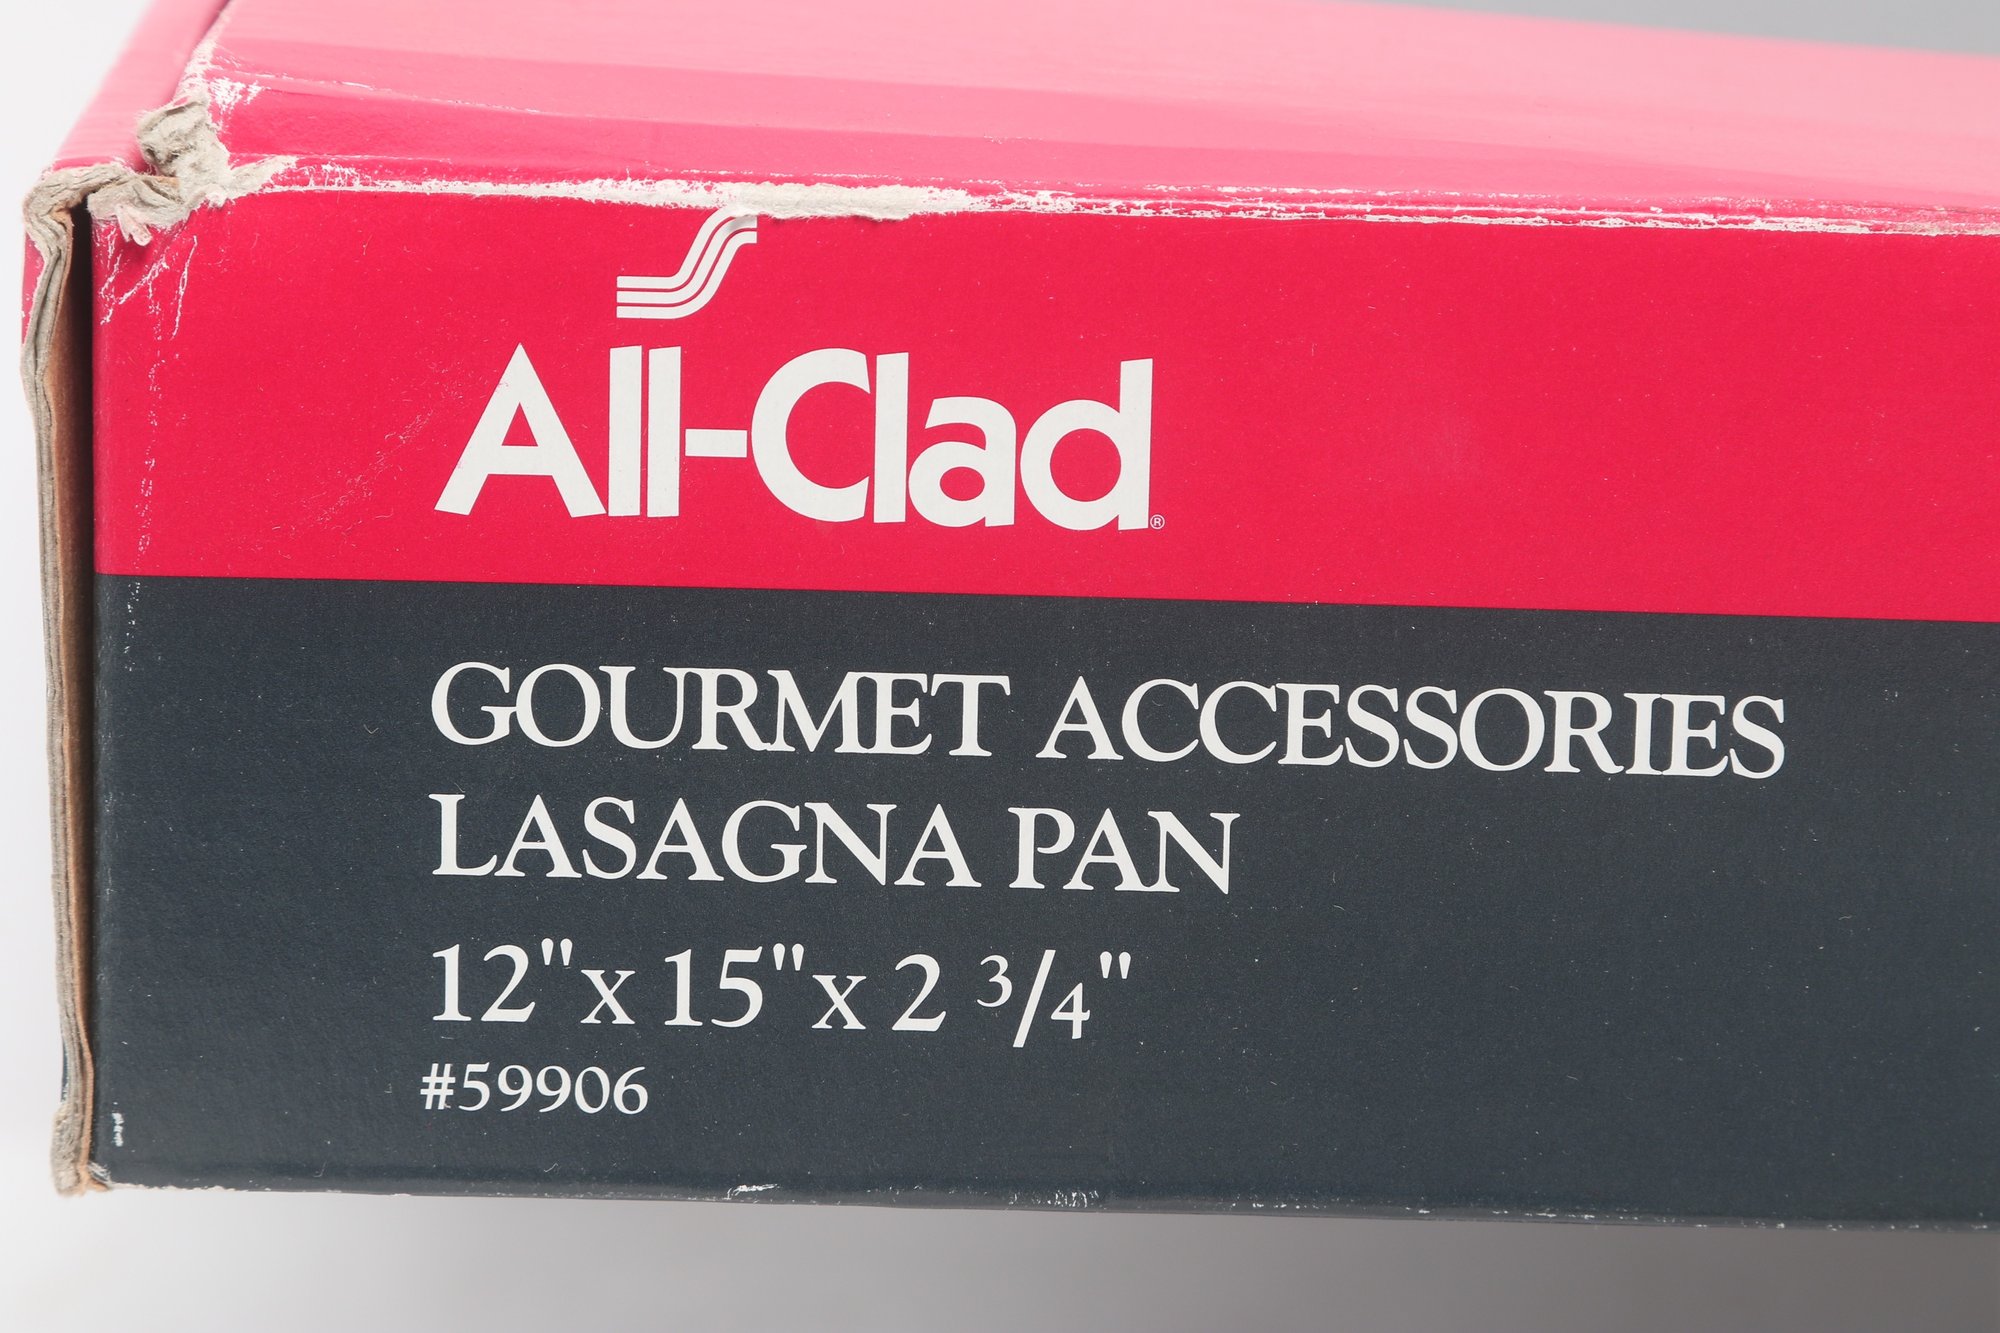 All-Clad®
GOURMET ACCESSORIES
LASAGNA PAN
12" x 15" x 2 3/4"
#59906